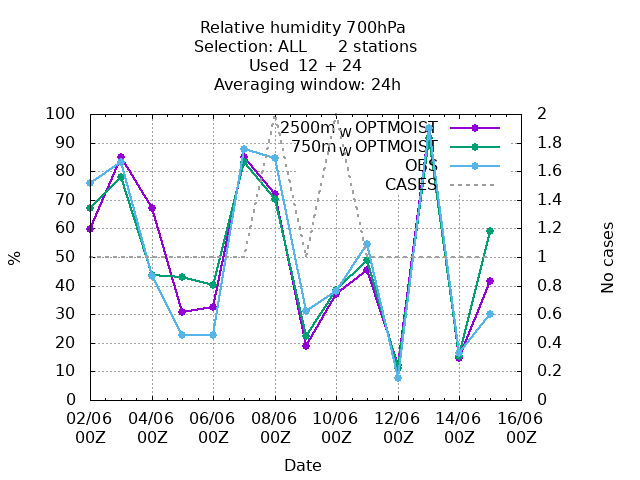 Relative humidity 700hPa
Selection: ALL 2 stations
Used 12 + 24
Averaging window: 24h
100 2
90 1.8
80 1.6
70 1.4
60 1.2
50 1
40 0.8
30 0.6
20 0.4
10 0.2
0 0
2500m w OPTMOIST
750m w OPTMOIST
OBS
CASES
%
No cases
02/06 04/06 06/06 08/06 10/06 12/06 14/06 16/06
00Z 00Z 00Z 00Z 00Z 00Z 00Z 00Z
Date